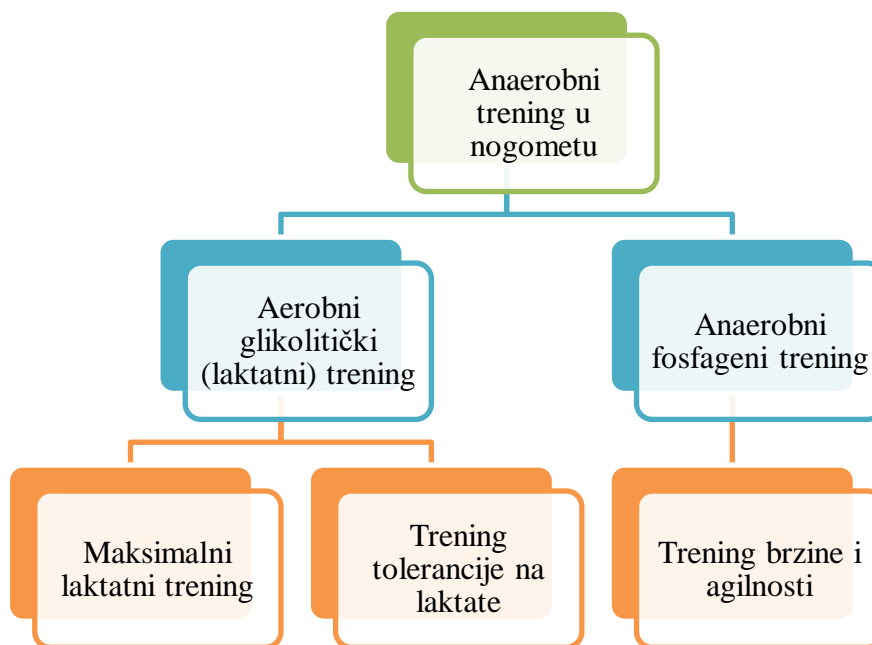 Anaerobni
trening u
nogometu
Aerobni
glikolitički
(laktatni) trening
Anaerobni
fosfageni trening
Maksimalni
laktatni trening
Trening
tolerancije na
laktate
Trening brzine i
agilnosti